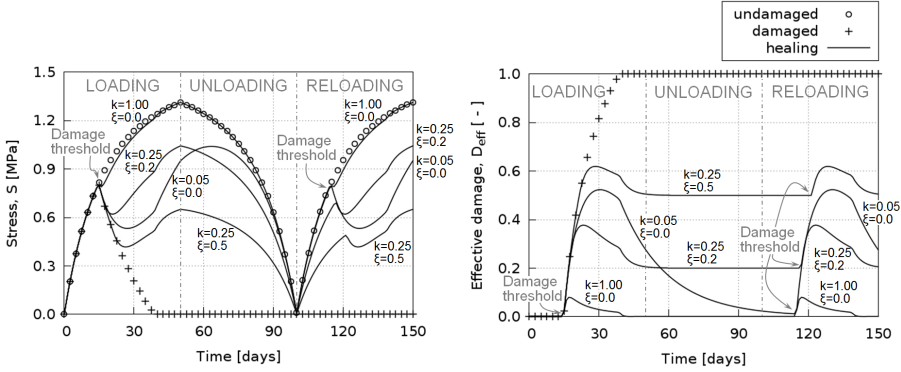 undamaged
damaged
healing
1.5
1.2
0.9
0.6
0.3
0.0
Stress, S [MPa]
LOADING
UNLOADING
RELOADING
k=1.00
ξ=0.0
k=1.00
ξ=0.0
Damage
threshold
Damage
threshold
k=0.25
ξ=0.2
k=0.05
ξ=0.0
k=0.25
ξ=0.5
k=0.25
ξ=0.2
k=0.05
ξ=0.0
k=0.25
ξ=0.5
0
30
60
90
120
150
Time [days]
1.0
0.8
0.6
0.4
0.2
0.0
Effective damage, Deff [ - ]
LOADING
UNLOADING
RELOADING
k=0.25
ξ=0.5
k=0.05
ξ=0.0
k=0.05
ξ=0.0
k=0.25
ξ=0.2
Damage
threshold
k=0.25
ξ=0.2
Damage
threshold
k=1.00
ξ=0.0
k=1.00
ξ=0.0
0
30
60
90
120
150
Time [days]